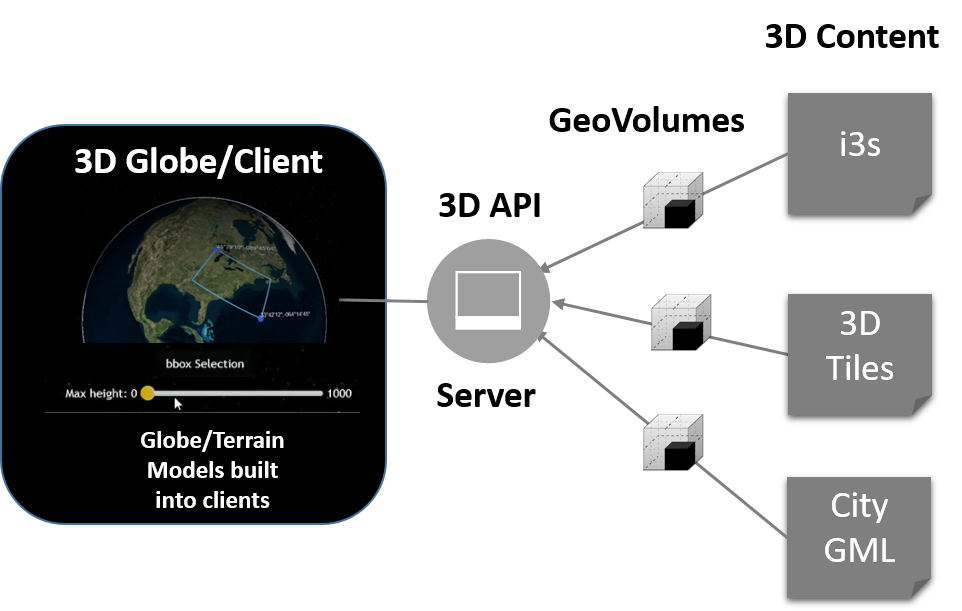 3D Content
GeoVolumes
i3s
3D Globe/Client
3D API
3D
Tiles
bbox Selection
Max height: 0
1000
Server
Globe/Terrain
Models built
into clients
City
GML